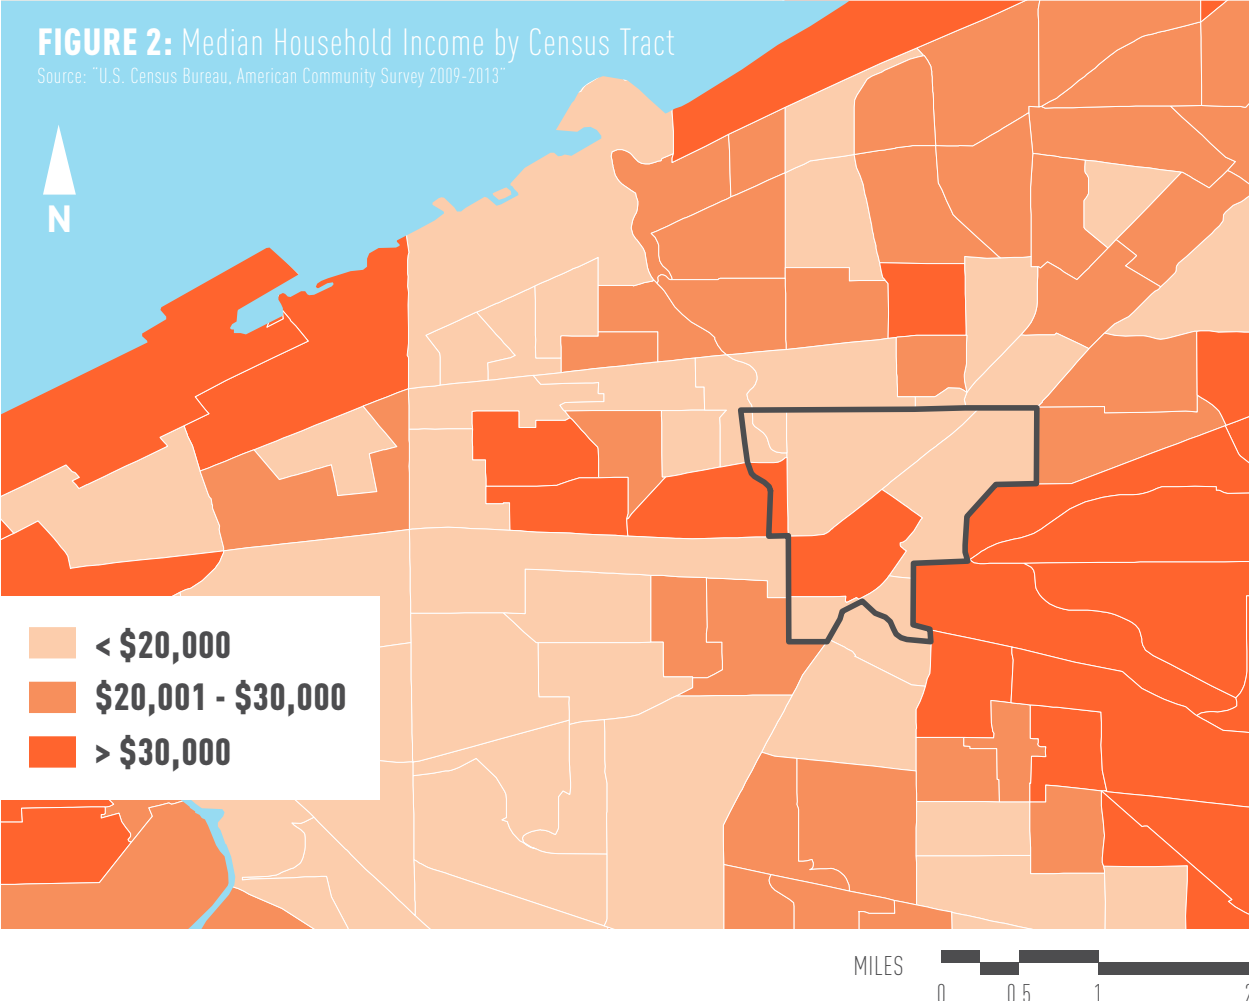 FIGURE 2: Median Household Income by Census Tract
Source: "U.S. Census Bureau, American Community Survey 2009-2013"
N
< $20,000
$20,001 - $30,000
> $30,000
MILES
0 0.5 1 2